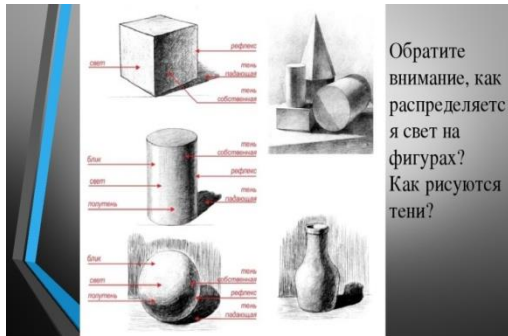 рефлекс
свет
тень
падающая
тень
собственная
блик
тень
собственная
свет
рефлекс
полутень
тень
падающая
блик
свет
тень
собственная
полутень
рефлекс
тень
падающая
Обратите
внимание, как
распределяетс
я свет на
фигурах?
Как рисуются
тени?